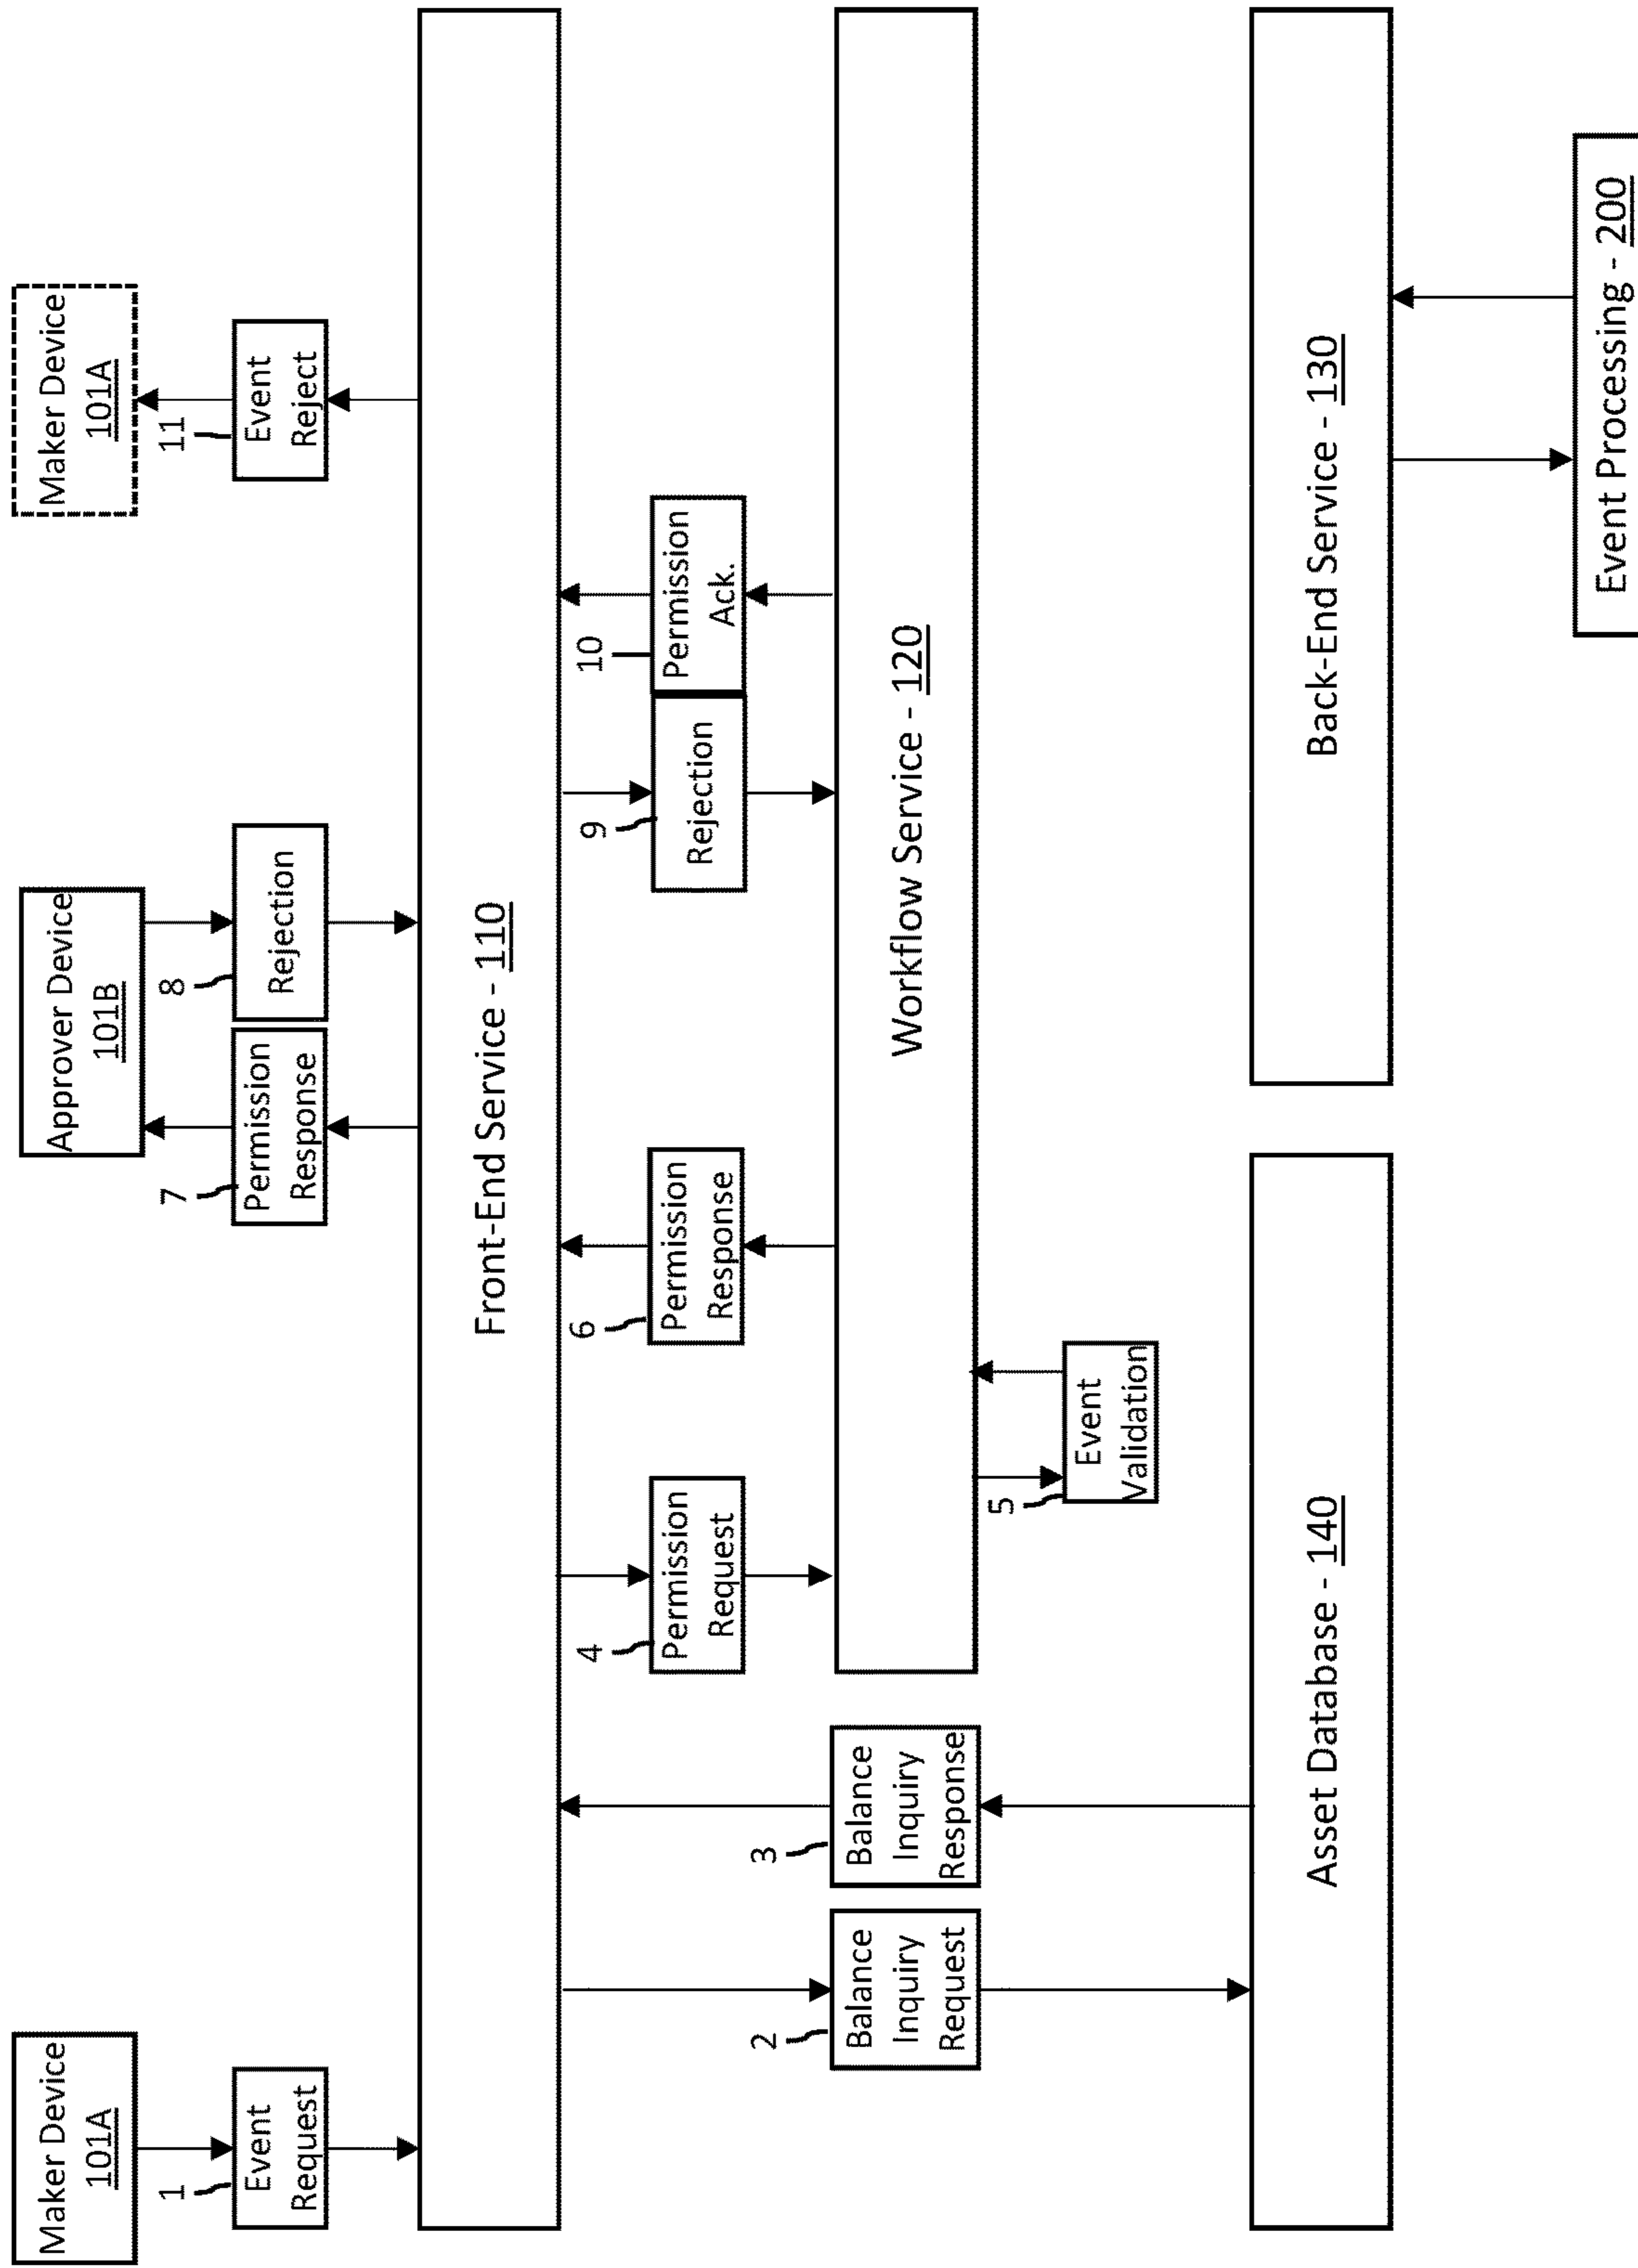 Maker Device
101A
1
Event
Request
Approver Device
101B
7
Permission
Response
8
Rejection
Maker Device
101A
11
Event
Reject
Front-End Service - 110
2
Balance
Inquiry
Request
3
Balance
Inquiry
Response
4
Permission
Request
6
Permission
Response
9
Rejection
10
Permission
Ack.
Workflow Service - 120
5
Event
Validation
Asset Database - 140
Back-End Service - 130
Event Processing - 200